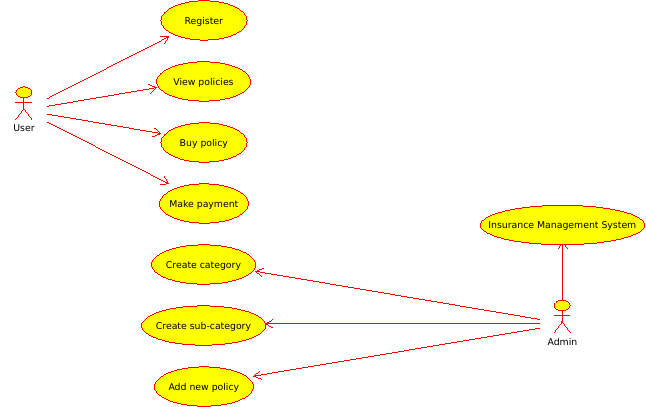 Register
View policies
User
Buy policy
Make payment
Insurance Management System
Create category
Create sub-category
Admin
Add new policy